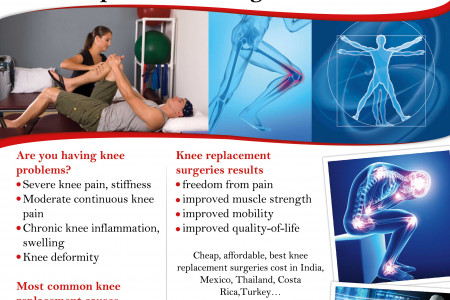 Are you having knee
problems?
• Severe knee pain, stiffness
• Moderate continuous knee
pain
• Chronic knee inflammation,
swelling
• Knee deformity
Most common knee
Knee replacement
surgeries results
• freedom from pain
• improved muscle strength
• improved mobility
• improved quality-of-life
Cheap, affordable, best knee
replacement surgeries cost in India,
Mexico, Thailand, Costa
Rica,Turkey…